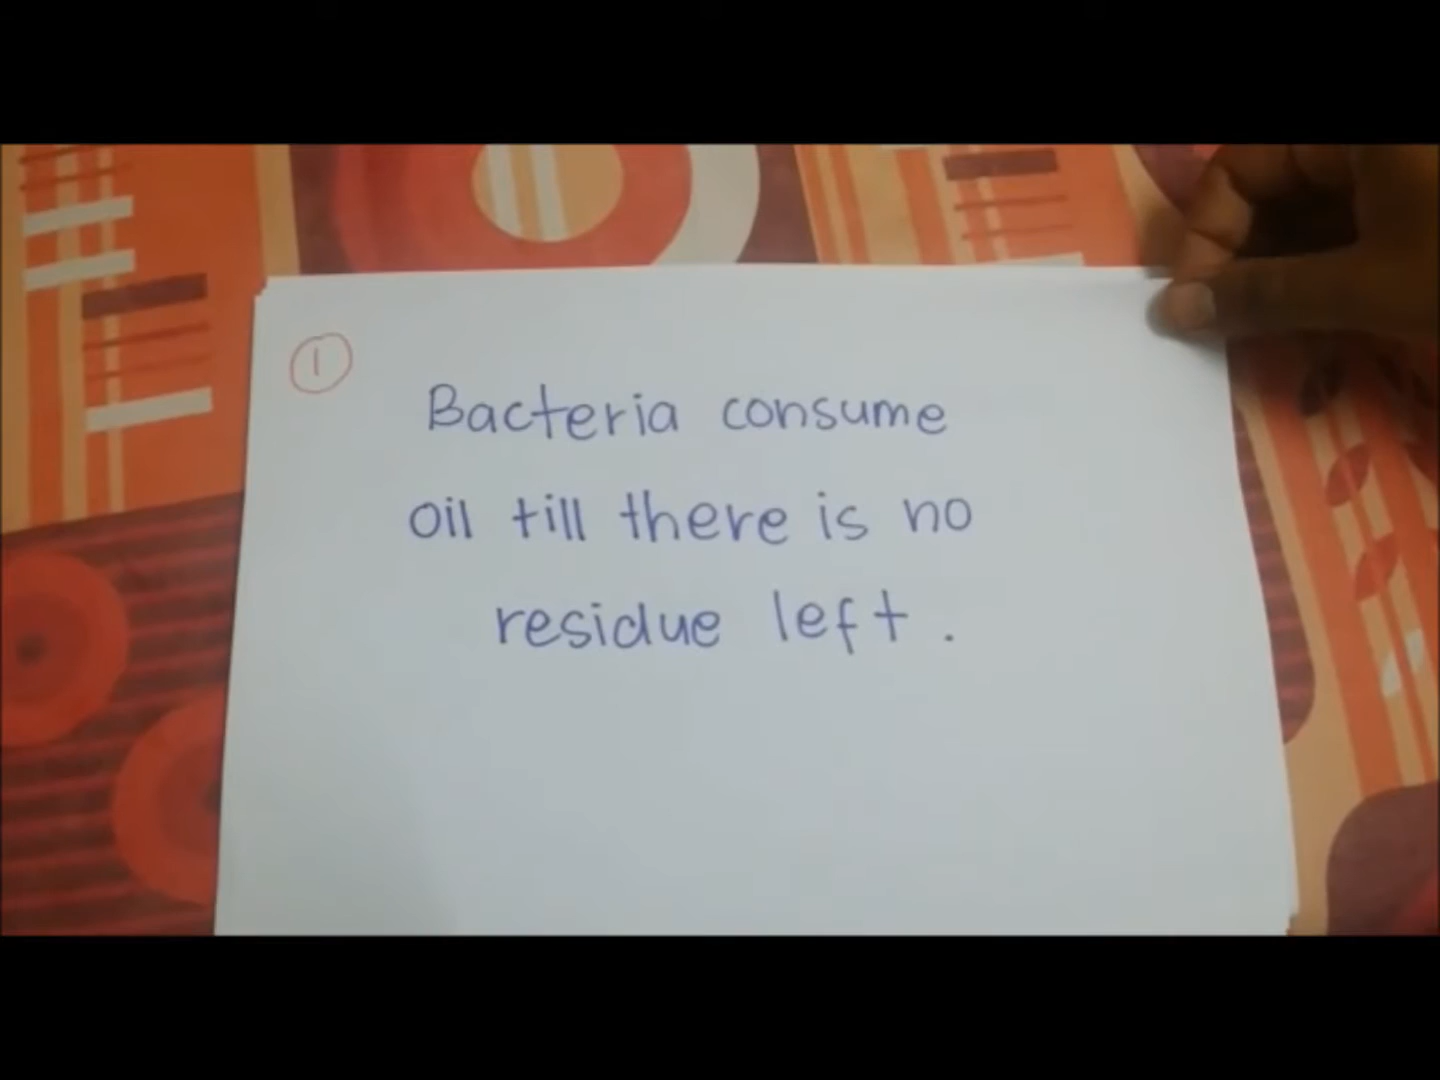 1
Bacteria consume
oil till there is no
residue left .